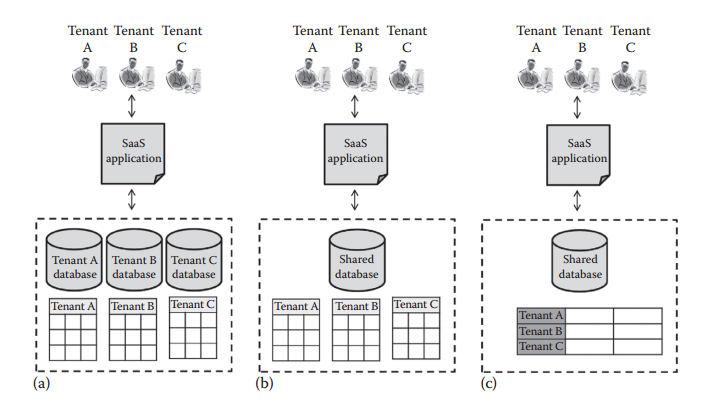 Tenant Tenant Tenant
A B C
SaaS
application
Tenant A Tenant B Tenant C
database database database
Tenant A Tenant B Tenant C
(a)
Tenant Tenant Tenant
A B C
SaaS
application
Shared
database
Tenant A Tenant B Tenant C
(b)
Tenant Tenant Tenant
A B C
SaaS
application
Shared
database
Tenant A
Tenant B
Tenant C
(c)